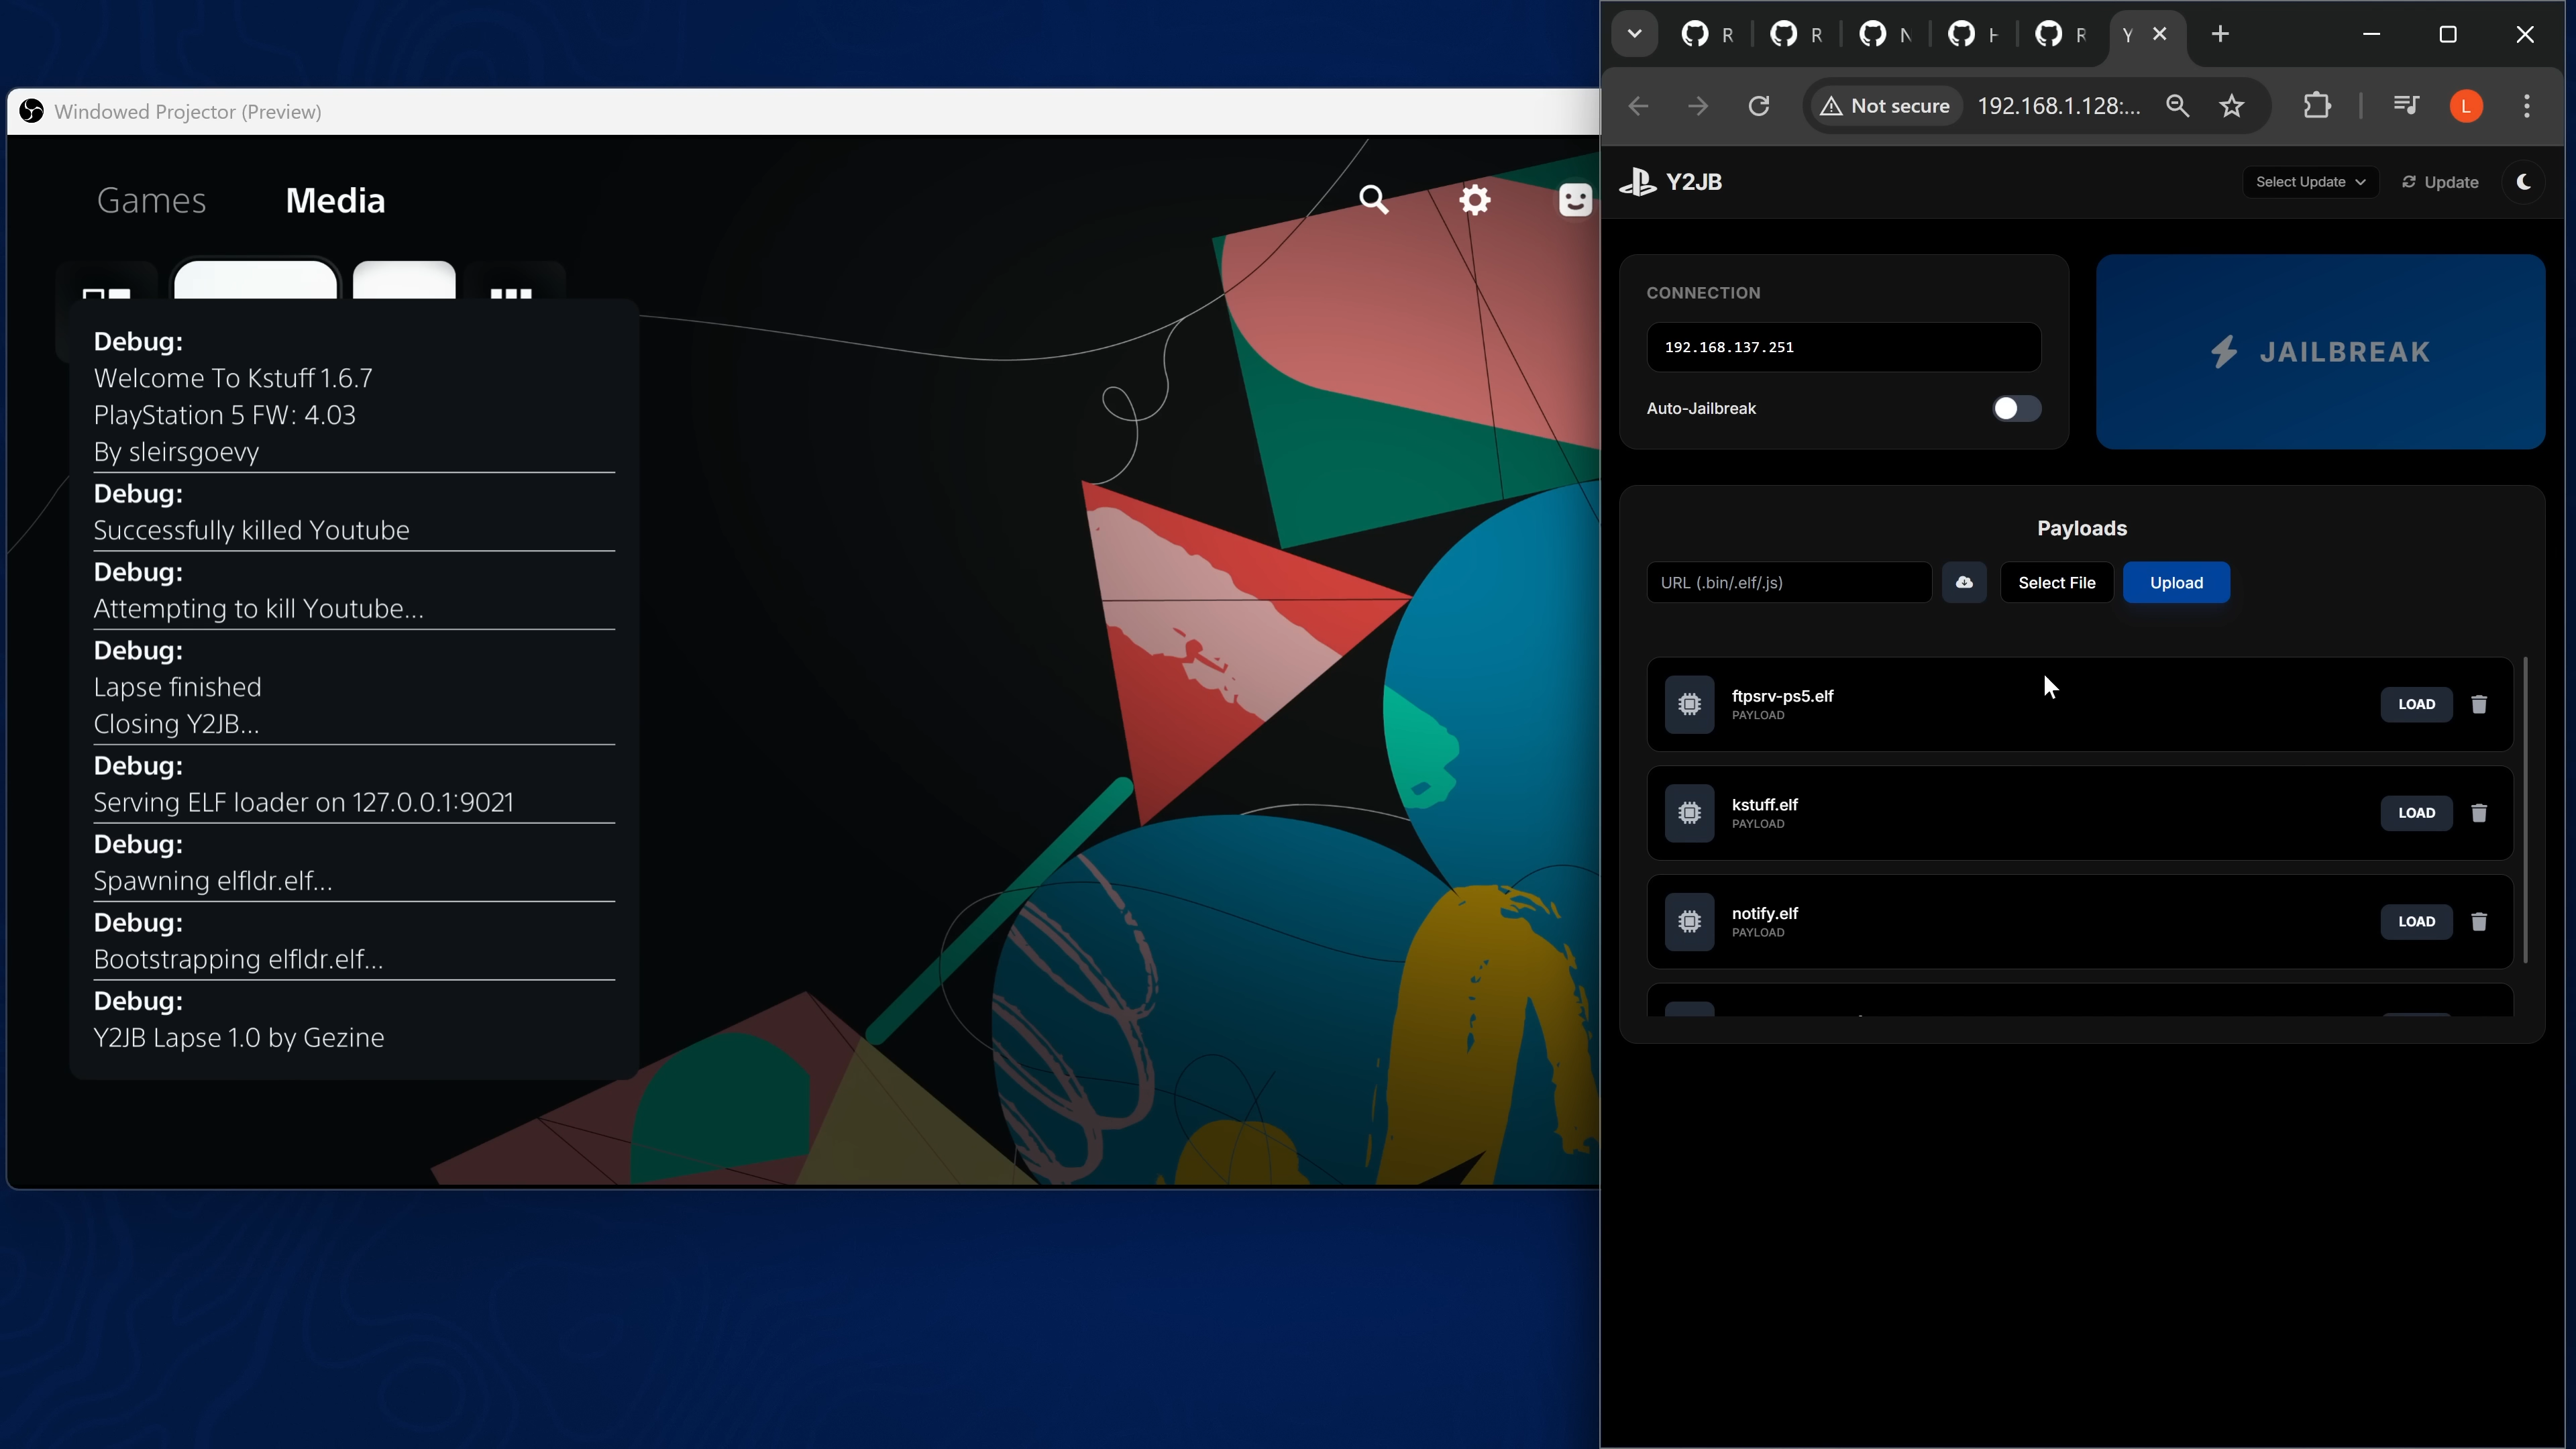 Windowed Projector (Preview)
Games
Media
Debug:
Welcome To Kstuff 1.6.7
PlayStation 5 FW: 4.03
By sleirsgoevy
Debug:
Successfully killed Youtube
Debug:
Attempting to kill Youtube...
Debug:
Lapse finished
Closing Y2JB...
Debug:
Serving ELF loader on 127.0.0.1:9021
Debug:
Spawning elfldr.elf...
Debug:
Bootstrapping elfldr.elf...
Debug:
Y2JB Lapse 1.0 by Gezine
R R N H R Y
Not secure 192.168.1.128:...
L
Y2JB
Select Update
Update
CONNECTION
192.168.137.251
Auto-Jailbreak
JAILBREAK
Payloads
URL (.bin/.elf/.js)
Select File
Upload
ftpsrv-ps5.elf
PAYLOAD
LOAD
kstuff.elf
PAYLOAD
LOAD
notify.elf
PAYLOAD
LOAD